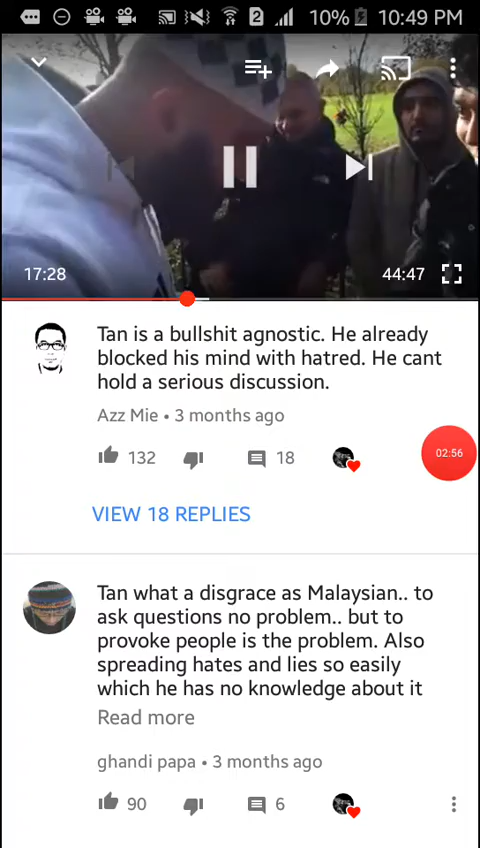 2 10% 10:49 PM
17:28 44:47
Tan is a bullshit agnostic. He already
blocked his mind with hatred. He cant
hold a serious discussion.
Azz Mie • 3 months ago
132 18
02:56
VIEW 18 REPLIES
Tan what a disgrace as Malaysian.. to
ask questions no problem.. but to
provoke people is the problem. Also
spreading hates and lies so easily
which he has no knowledge about it
Read more
ghandi papa • 3 months ago
90 6